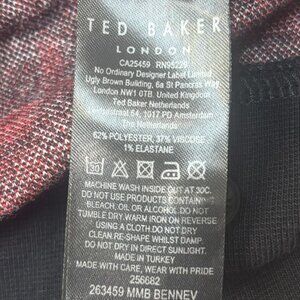 TED BAKER
LONDON
CA25459 RN95229
No Ordinary Designer Label Limited
Ugly Brown Building, 6a St Pancras Way
London NW1 0TB. United Kingdom
Ted Baker Netherlands
64, 1017 PD Amsterdam
The Netherlands
62% POLYESTER, 37% VISCOSE
1% ELASTANE
30
MACHINE WASH INSIDE OUT AT 30C.
DO NOT USE PRODUCTS CONTAINING
BLEACH, OIL OR ALCOHOL.DO NOT
TUMBLE DRY.WARM IRON ON REVERSE
USING A CLOTH.DO NOT DRY
CLEAN.RE-SHAPE WHILST DAMP.
DO NOT DRY IN DIRECT SUNLIGHT.
MADE IN TURKEY
MADE WITH CARE, WEAR WITH PRIDE
256682
263459 MMB BENNEV